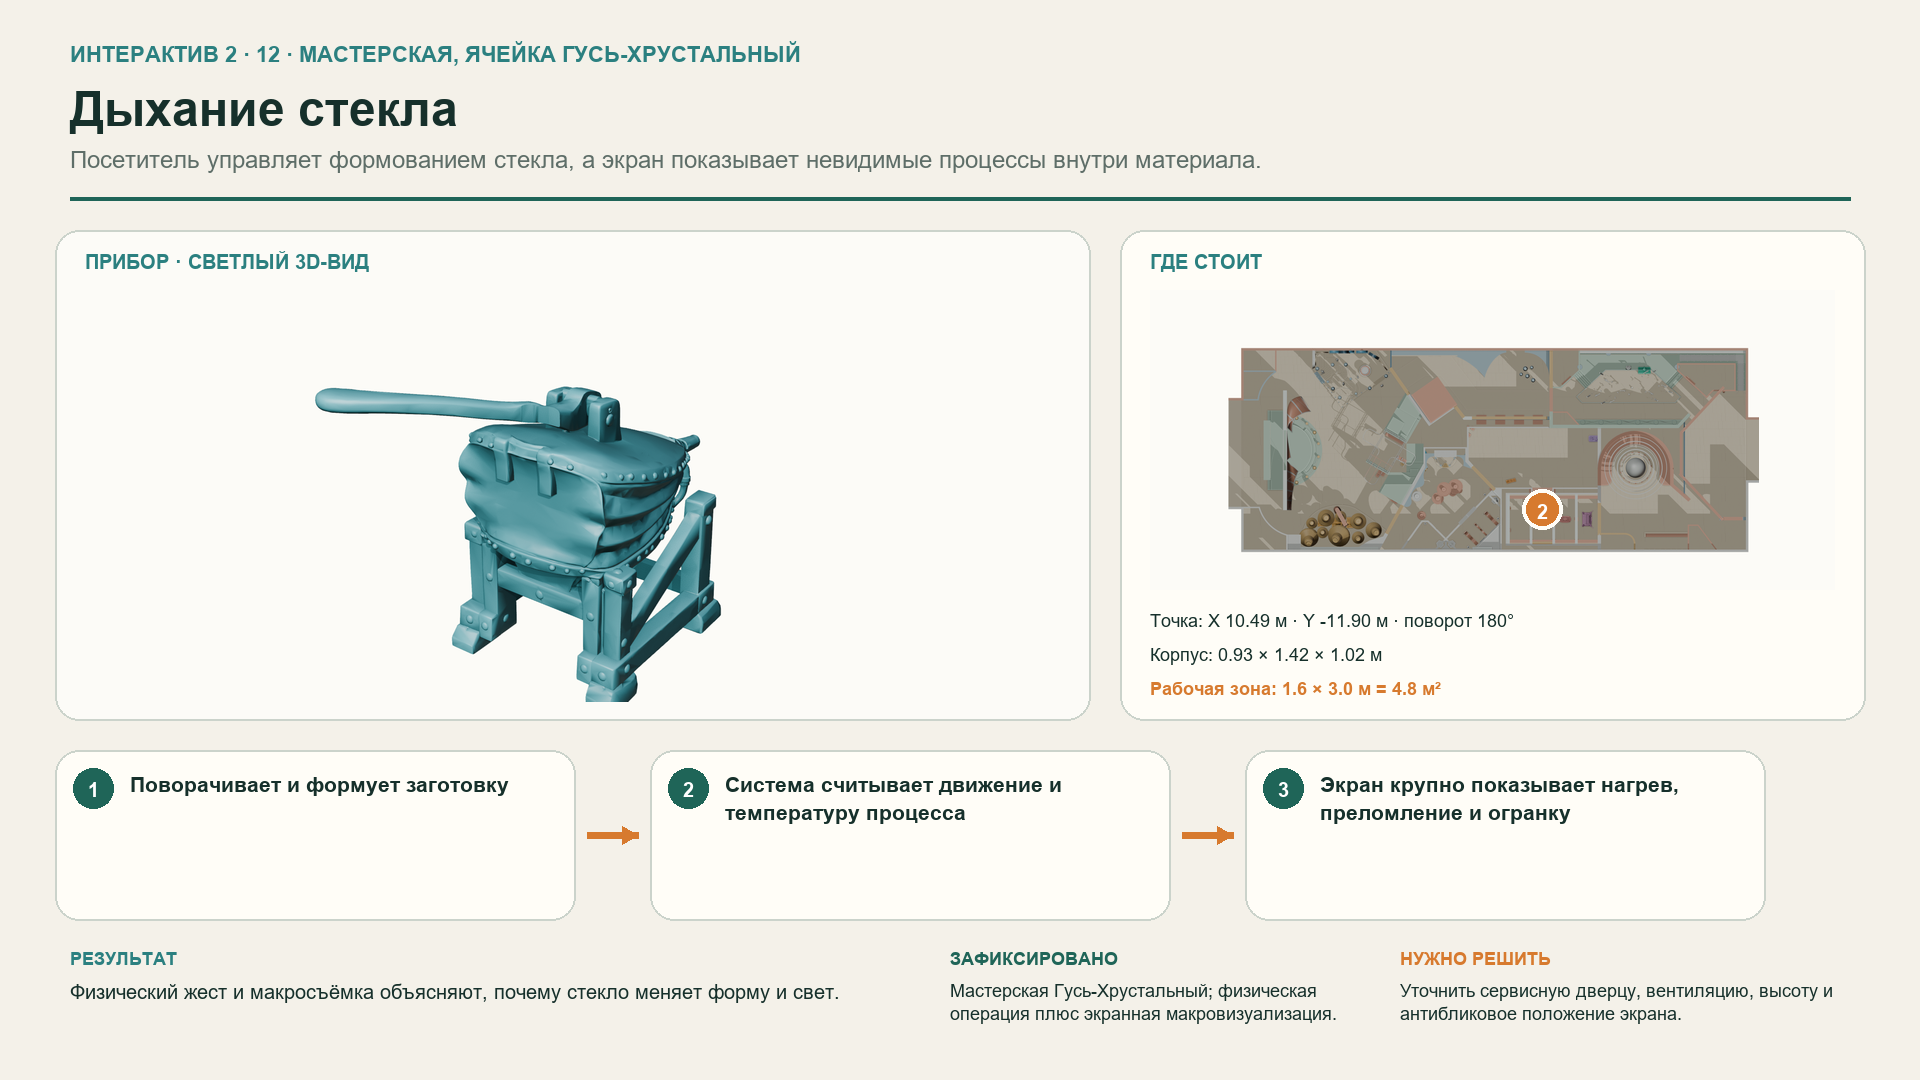 ИНТЕРАКТИВ 2 · 12 · МАСТЕРСКАЯ, ЯЧЕЙКА ГУСЬ-ХРУСТАЛЬНЫЙ
Дыхание стекла
Посетитель управляет формованием стекла, а экран показывает невидимые процессы внутри материала.
ПРИБОР · СВЕТЛЫЙ 3D-ВИД
ГДЕ СТОИТ
2
Точка: X 10.49 м · Y -11.90 м · поворот 180°
Корпус: 0.93 × 1.42 × 1.02 м
Рабочая зона: 1.6 × 3.0 м = 4.8 м²
1
Поворачивает и формует заготовку
2
Система считывает движение и
температуру процесса
3
Экран крупно показывает нагрев,
преломление и огранку
РЕЗУЛЬТАТ
Физический жест и макросъёмка объясняют, почему стекло меняет форму и свет.
ЗАФИКСИРОВАНО
Мастерская Гусь-Хрустальный; физическая
операция плюс экранная макровизуализация.
НУЖНО РЕШИТЬ
Уточнить сервисную дверцу, вентиляцию, высоту и
антибликовое положение экрана.